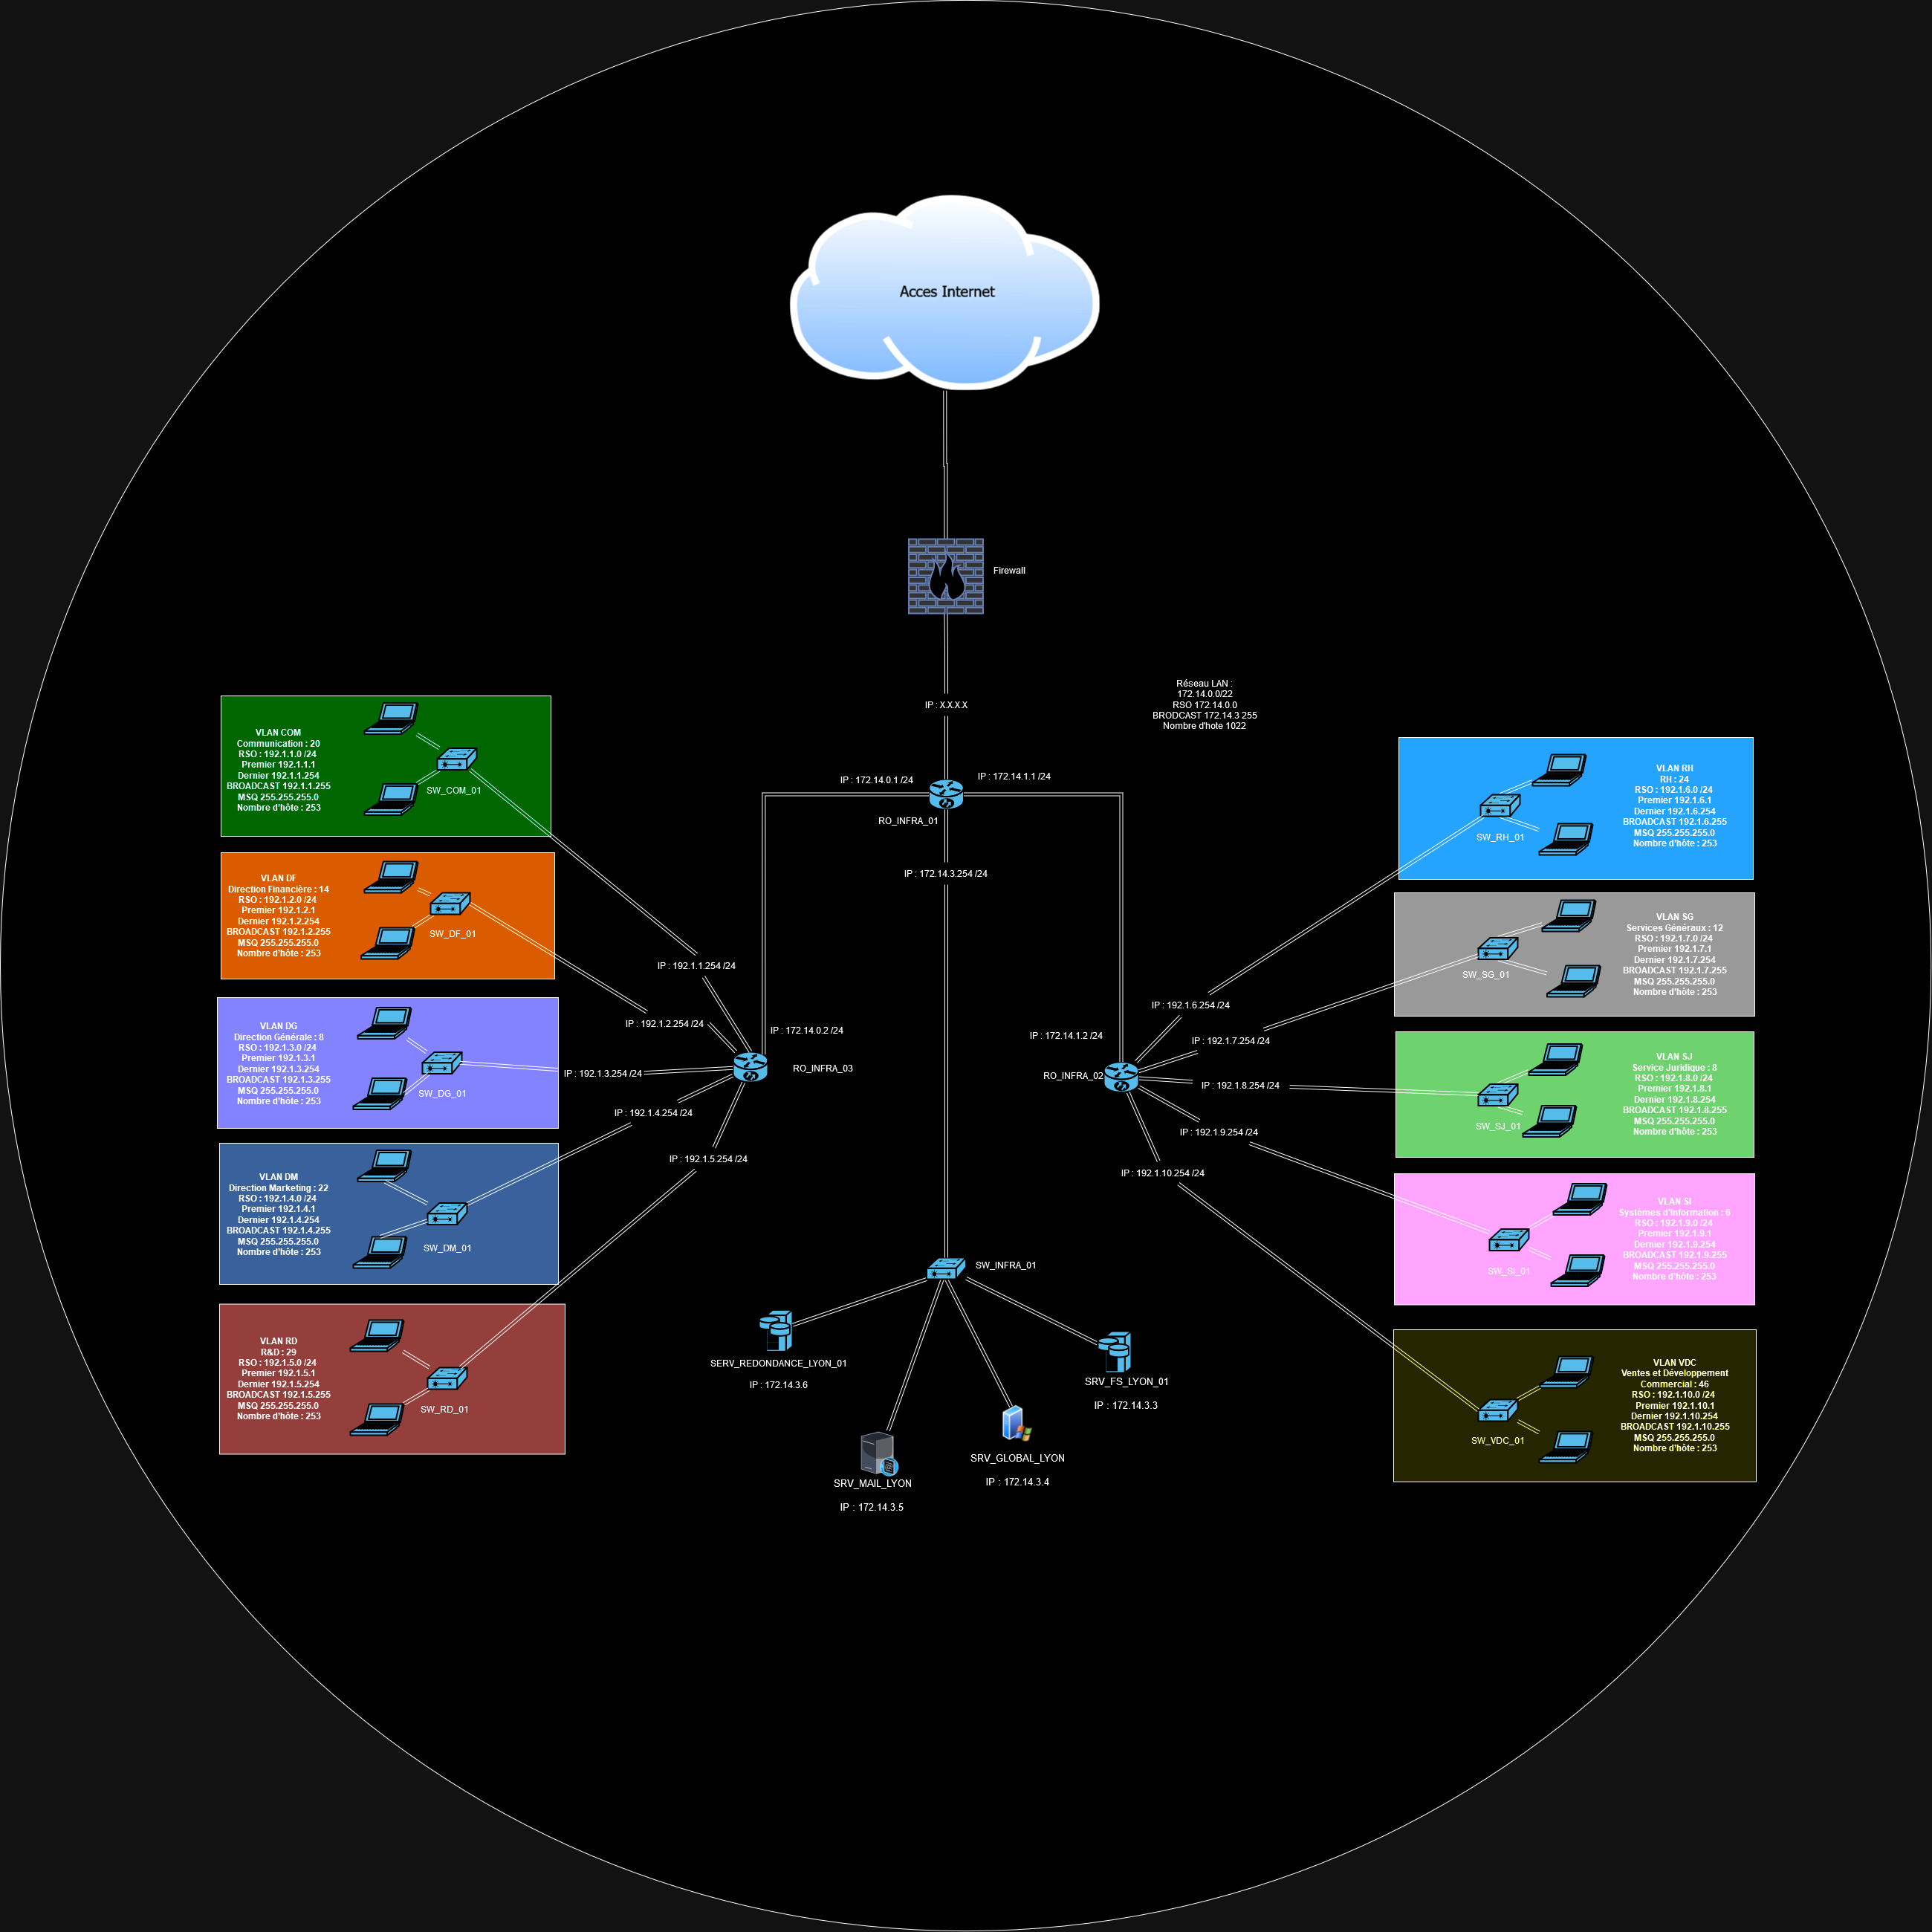 Acces Internet
Firewall
IP : X.X.X.X
Réseau LAN :
172.14.0.0/22
RSO 172.14.0.0
BRODCAST 172.14.3 255
Nombre d'hote 1022
IP : 172.14.0.1 /24
IP : 172.14.1.1 /24
RO_INFRA_01
IP : 172.14.3.254 /24
VLAN COM
Communication : 20
RSO : 192.1.1.0 /24
Premier 192.1.1.1
Dernier 192.1.1.254
BROADCAST 192.1.1.255
MSQ 255.255.255.0
Nombre d'hôte : 253
SW_COM_01
VLAN DF
Direction Financière : 14
RSO : 192.1.2.0 /24
Premier 192.1.2.1
Dernier 192.1.2.254
BROADCAST 192.1.2.255
MSQ 255.255.255.0
Nombre d'hôte : 253
SW_DF_01
VLAN DG
Direction Générale : 8
RSO : 192.1.3.0 /24
Premier 192.1.3.1
Dernier 192.1.3.254
BROADCAST 192.1.3.255
MSQ 255.255.255.0
Nombre d'hôte : 253
SW_DG_01
VLAN DM
Direction Marketing : 22
RSO : 192.1.4.0 /24
Premier 192.1.4.1
Dernier 192.1.4.254
BROADCAST 192.1.4.255
MSQ 255.255.255.0
Nombre d'hôte : 253
SW_DM_01
VLAN RD
R&D : 29
RSO : 192.1.5.0 /24
Premier 192.1.5.1
Dernier 192.1.5.254
BROADCAST 192.1.5.255
MSQ 255.255.255.0
Nombre d'hôte : 253
SW_RD_01
IP : 192.1.1.254 /24
IP : 192.1.2.254 /24
IP : 192.1.3.254 /24
IP : 192.1.4.254 /24
IP : 192.1.5.254 /24
IP : 172.14.0.2 /24
RO_INFRA_03
IP : 172.14.1.2 /24
RO_INFRA_02
IP : 192.1.6.254 /24
IP : 192.1.7.254 /24
IP : 192.1.8.254 /24
IP : 192.1.9.254 /24
IP : 192.1.10.254 /24
VLAN RH
RH : 24
RSO : 192.1.6.0 /24
Premier 192.1.6.1
Dernier 192.1.6.254
BROADCAST 192.1.6.255
MSQ 255.255.255.0
Nombre d'hôte : 253
SW_RH_01
VLAN SG
Services Généraux : 12
RSO : 192.1.7.0 /24
Premier 192.1.7.1
Dernier 192.1.7.254
BROADCAST 192.1.7.255
MSQ 255.255.255.0
Nombre d'hôte : 253
SW_SG_01
VLAN SJ
Service Juridique : 8
RSO : 192.1.8.0 /24
Premier 192.1.8.1
Dernier 192.1.8.254
BROADCAST 192.1.8.255
MSQ 255.255.255.0
Nombre d'hôte : 253
SW_SJ_01
VLAN SI
Systèmes d'Information : 6
RSO : 192.1.9.0 /24
Premier 192.1.9.1
Dernier 192.1.9.254
BROADCAST 192.1.9.255
MSQ 255.255.255.0
Nombre d'hôte : 253
SW_SI_01
VLAN VDC
Ventes et Développement
Commercial : 46
RSO : 192.1.10.0 /24
Premier 192.1.10.1
Dernier 192.1.10.254
BROADCAST 192.1.10.255
MSQ 255.255.255.0
Nombre d'hôte : 253
SW_VDC_01
SW_INFRA_01
SERV_REDONDANCE_LYON_01
IP : 172.14.3.6
SRV_FS_LYON_01
IP : 172.14.3.3
SRV_GLOBAL_LYON
IP : 172.14.3.4
SRV_MAIL_LYON
IP : 172.14.3.5